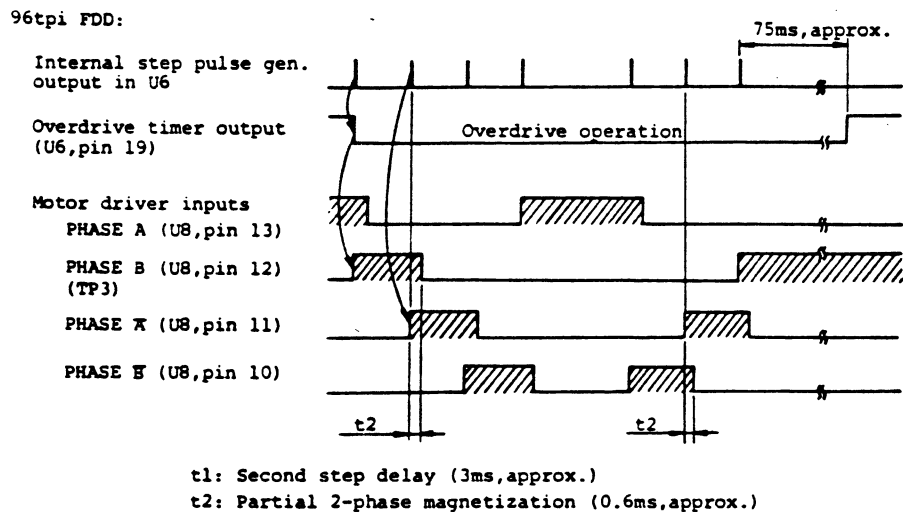 96tpi FDD:
75ms,approx.
Internal step pulse gen.
output in U6
Overdrive timer output
(U6,pin 19)
Overdrive operation
Motor driver inputs
PHASE A (U8,pin 13)
PHASE B (U8,pin 12)
(TP3)
PHASE A̅ (U8,pin 11)
PHASE B̅ (U8,pin 10)
t2
t2
t1: Second step delay (3ms,approx.)
t2: Partial 2-phase magnetization (0.6ms,approx.)